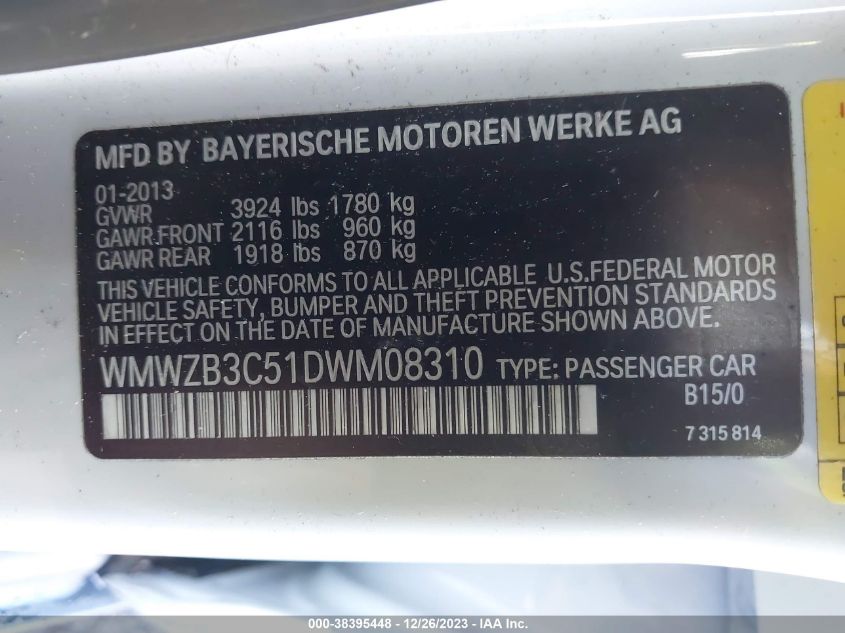 MFD BY BAYERISCHE MOTOREN WERKE AG
01-2013
GVWR 3924 lbs 1780 kg
GAWR FRONT 2116 lbs 960 kg
GAWR REAR 1918 lbs 870 kg
THIS VEHICLE CONFORMS TO ALL APPLICABLE U.S.FEDERAL MOTOR
VEHICLE SAFETY, BUMPER AND THEFT PREVENTION STANDARDS
IN EFFECT ON THE DATE OF MANUFACTURE SHOWN ABOVE.
WMWZB3C51DWM08310 TYPE: PASSENGER CAR
B15/0
7 315 814
000-38395448 - 12/26/2023 - Copyright © 2023 - IAA, Inc.